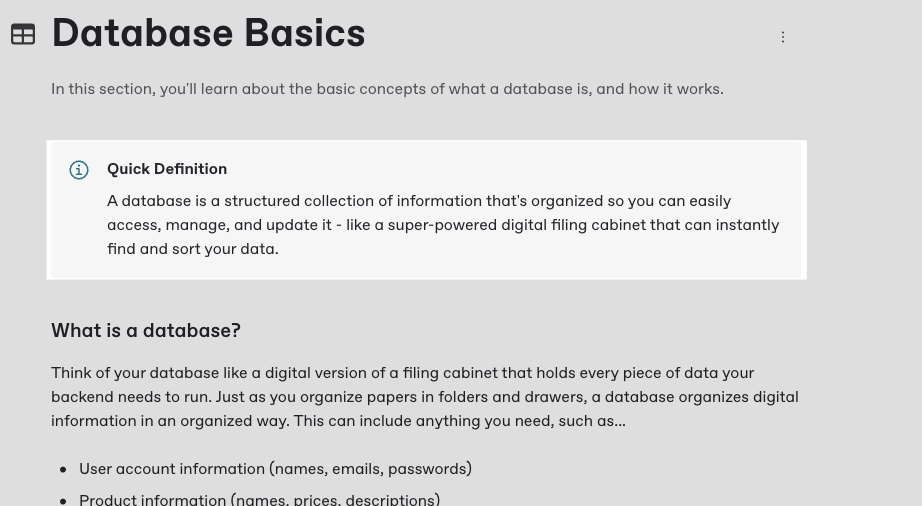 Database Basics
In this section, you'll learn about the basic concepts of what a database is, and how it works.
Quick Definition
A database is a structured collection of information that's organized so you can easily
access, manage, and update it - like a super-powered digital filing cabinet that can instantly
find and sort your data.
What is a database?
Think of your database like a digital version of a filing cabinet that holds every piece of data your
backend needs to run. Just as you organize papers in folders and drawers, a database organizes digital
information in an organized way. This can include anything you need, such as...
• User account information (names, emails, passwords)
• Product information (names, prices, descriptions)